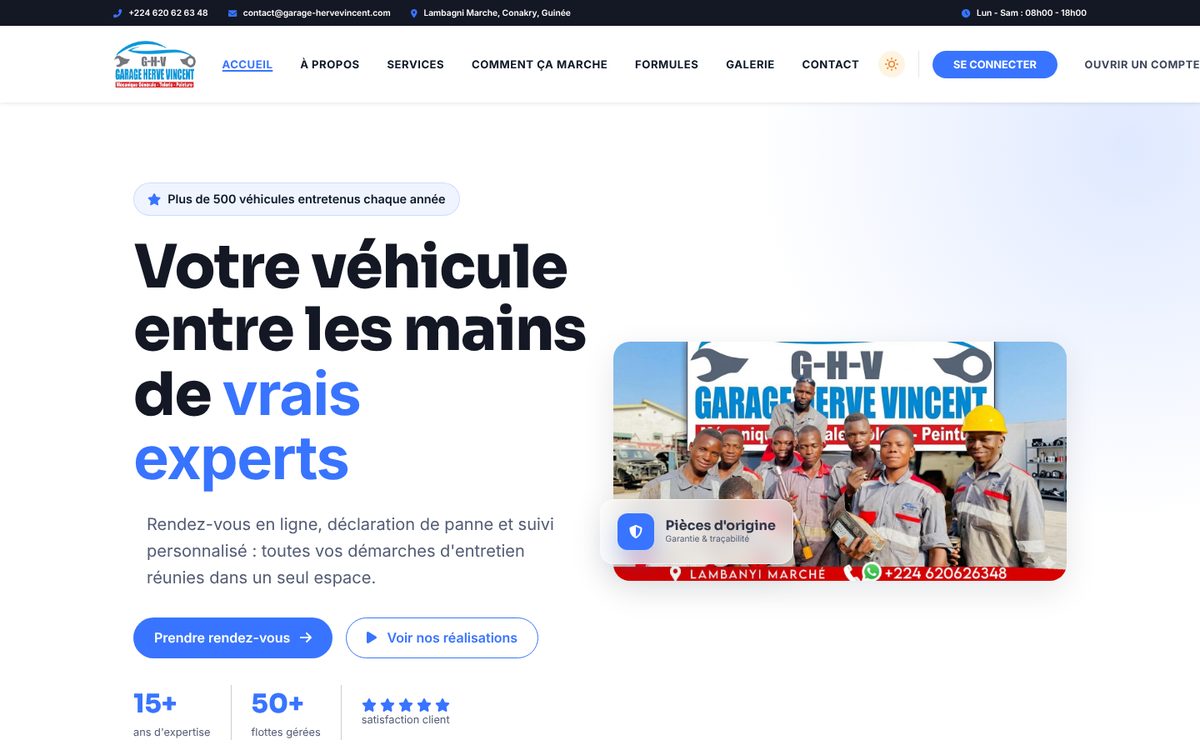 +224 620 62 63 48
contact@garage-hervevincent.com
Lambagni Marche, Conakry, Guinée
Lun - Sam : 08h00 - 18h00
G-H-V
GARAGE HERVE VINCENT
Mécanique Générale - Tolerie - Peinture
ACCUEIL
À PROPOS
SERVICES
COMMENT ÇA MARCHE
FORMULES
GALERIE
CONTACT
SE CONNECTER
OUVRIR UN COMPTE
Plus de 500 véhicules entretenus chaque année
Votre véhicule
entre les mains
de vrais
experts
Rendez-vous en ligne, déclaration de panne et suivi
personnalisé : toutes vos démarches d'entretien
réunies dans un seul espace.
Prendre rendez-vous
Voir nos réalisations
15+
ans d'expertise
50+
flottes gérées
satisfaction client
G-H-V
GARAGE HERVE VINCENT
Pièces d'origine
Garantie & traçabilité
LAMBANYI MARCHÉ
+224 620626348